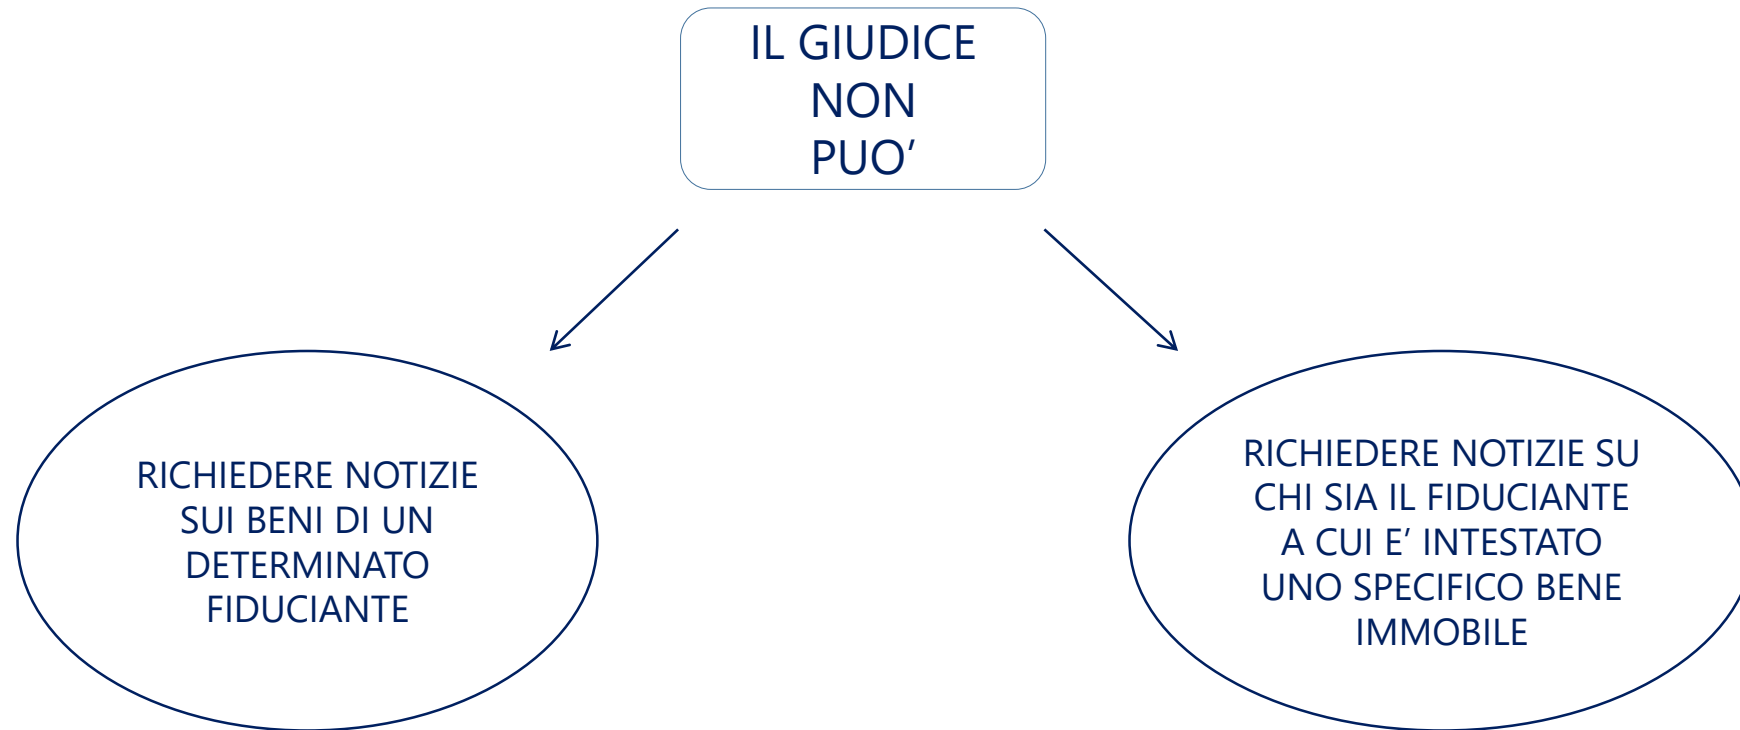 IL GIUDICE
NON
PUO’
RICHIEDERE NOTIZIE
SUI BENI DI UN
DETERMINATO
FIDUCIANTE
RICHIEDERE NOTIZIE SU
CHI SIA IL FIDUCIANTE
A CUI E’ INTESTATO
UNO SPECIFICO BENE
IMMOBILE